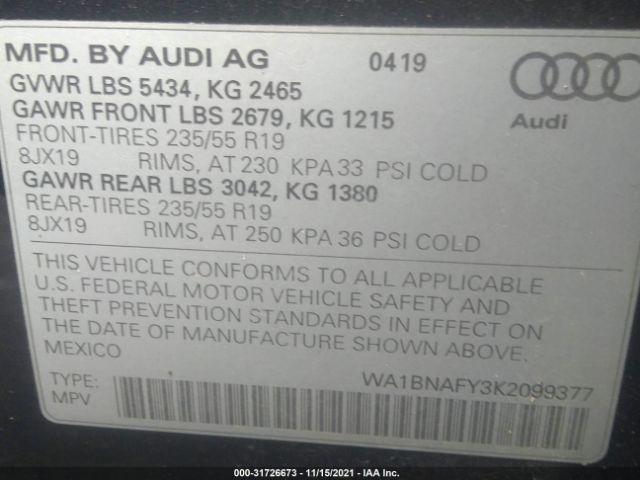 MFD. BY AUDI AG 0419
GVWR LBS 5434, KG 2465
GAWR FRONT LBS 2679, KG 1215
Audi
FRONT-TIRES 235/55 R19
8JX19 RIMS, AT 230 KPA 33 PSI COLD
GAWR REAR LBS 3042, KG 1380
REAR-TIRES 235/55 R19
8JX19 RIMS, AT 250 KPA 36 PSI COLD
THIS VEHICLE CONFORMS TO ALL APPLICABLE
U.S. FEDERAL MOTOR VEHICLE SAFETY AND
THEFT PREVENTION STANDARDS IN EFFECT ON
THE DATE OF MANUFACTURE SHOWN ABOVE.
MEXICO
WA1BNAFY3K2099377
TYPE:
MPV
000-31726673 - 11/15/2021 - IAA Inc.